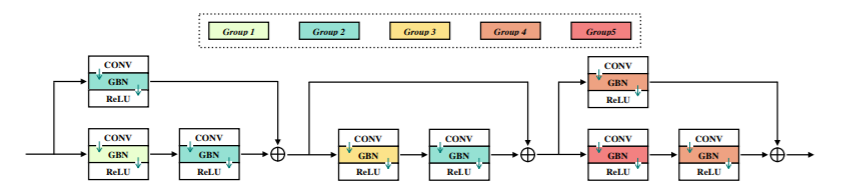 Group 1 Group 2 Group 3 Group 4 Group5
CONV
GBN
ReLU
CONV
GBN
ReLU
CONV
GBN
ReLU
CONV
GBN
ReLU
CONV
GBN
ReLU
CONV
GBN
ReLU
CONV
GBN
ReLU
CONV
GBN
ReLU